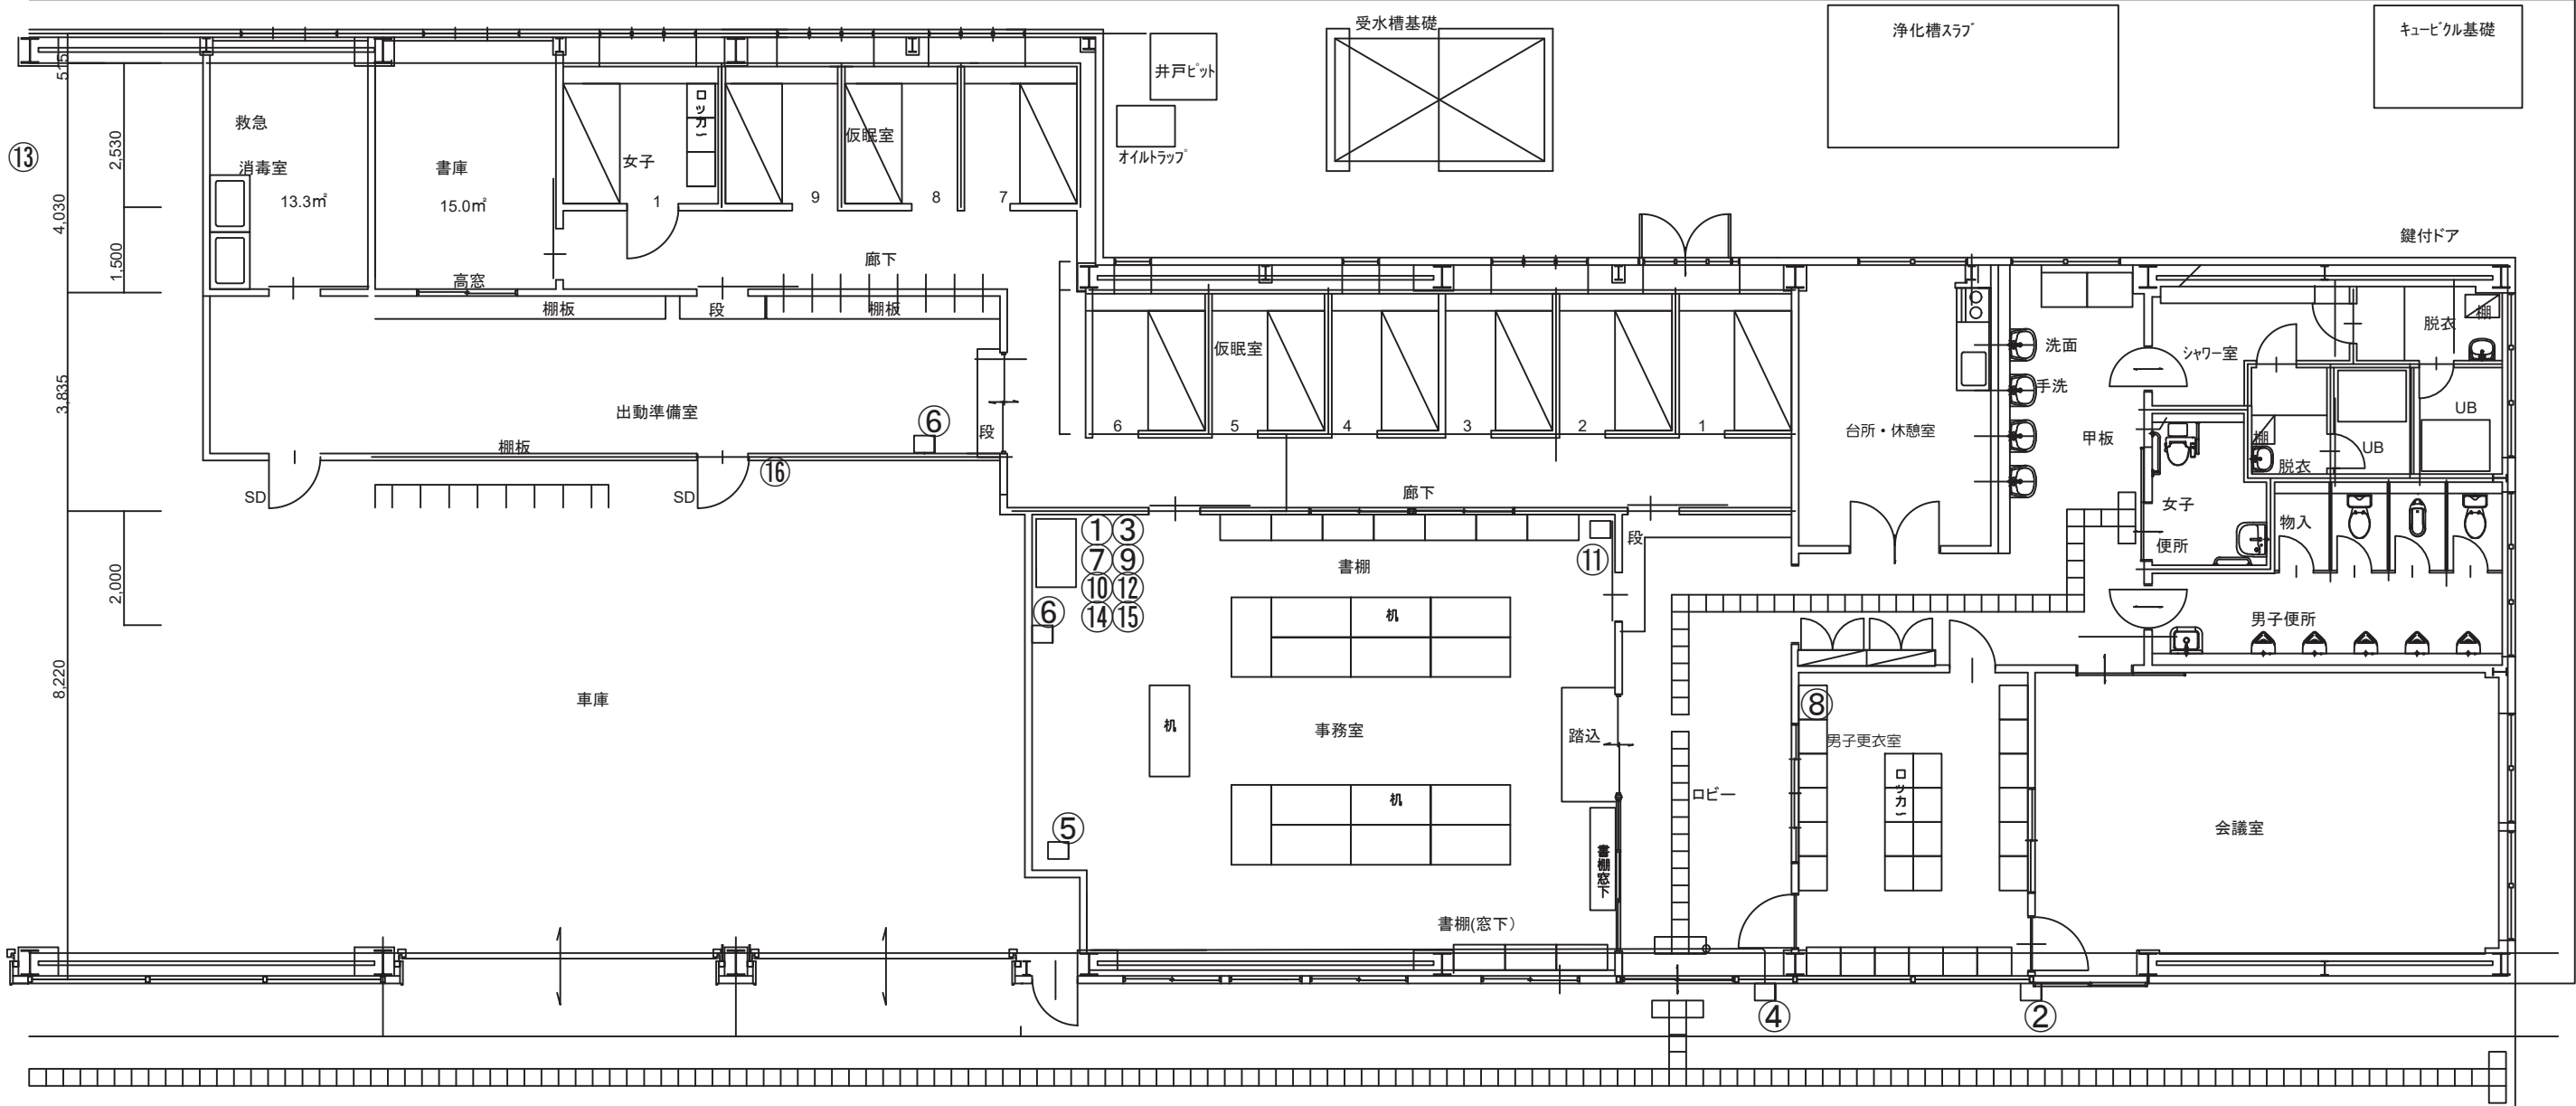 受水槽基礎
浄化槽ｽﾗﾌﾞ
ｷｭｰﾋﾞｸﾙ基礎
井戸ﾋﾟｯﾄ
ｵｲﾙﾄﾗｯﾌﾟ
鍵付ドア
⑬
2,530
4,030
1,500
3,835
2,000
8,220
救急
消毒室
13.3㎡
書庫
15.0㎡
高窓
女子
1
ロッカー
仮眠室
9
8
7
廊下
棚板
段
棚板
出動準備室
⑥
段
棚板
SD
SD
⑯
仮眠室
6
5
4
3
2
1
廊下
台所・休憩室
洗面
手洗
甲板
ｼｬﾜｰ室
脱衣
棚
UB
UB
棚
脱衣
女子
便所
物入
男子便所
車庫
① ③
⑦ ⑨
⑩ ⑫
⑭ ⑮
⑥
⑤
書棚
⑪
段
机
机
事務室
机
踏込
書棚窓下
書棚(窓下）
ロビー
⑧
男子更衣室
ロッカー
会議室
④
②